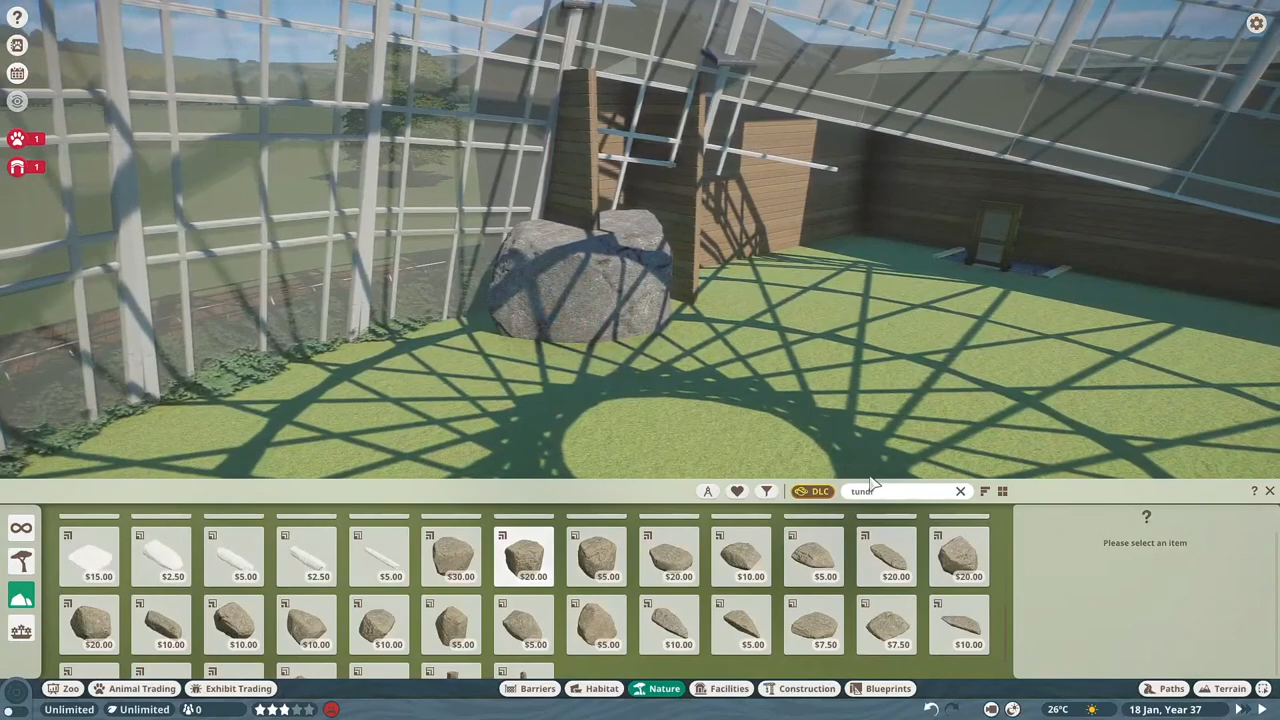 ?
1
1
DLC
tundr
?
$15.00
$2.50
$5.00
$2.50
$5.00
$30.00
$20.00
$5.00
$20.00
$10.00
$5.00
$20.00
$20.00
?
Please select an item
$20.00
$10.00
$10.00
$10.00
$10.00
$5.00
$5.00
$5.00
$10.00
$5.00
$7.50
$7.50
$10.00
Zoo
Animal Trading
Exhibit Trading
Barriers
Habitat
Nature
Facilities
Construction
Blueprints
Paths
Terrain
Unlimited
Unlimited
0
26°C
18 Jan, Year 37